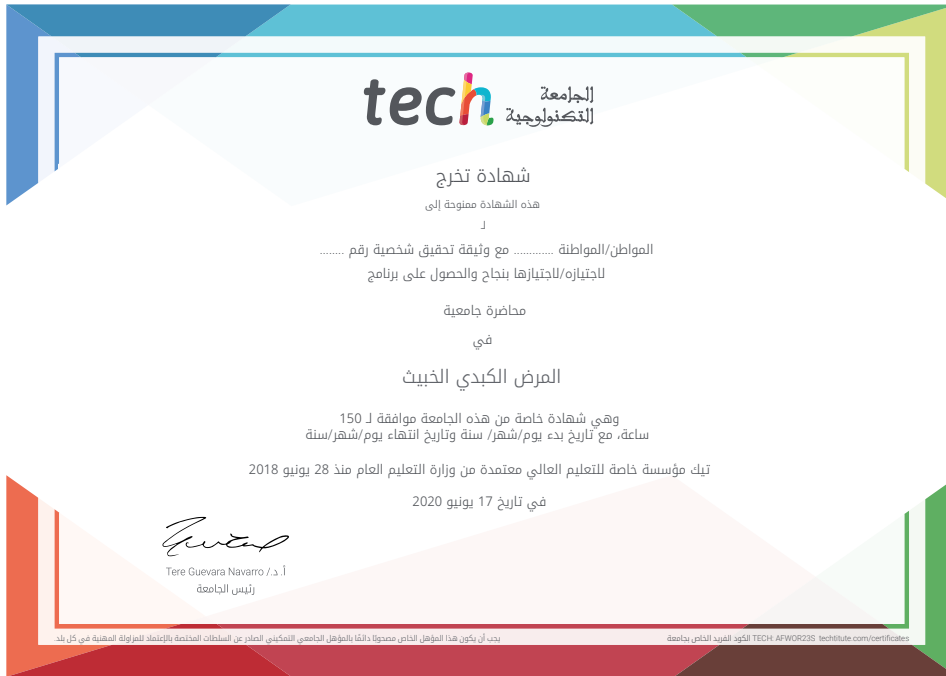 tech الجامعة
التكنولوجية
شهادة تخرج
هذه الشهادة ممنوحة إلى
لـ
المواطن/المواطنة ............ مع وثيقة تحقيق شخصية رقم ........
لاجتيازه/لاجتيازها بنجاح والحصول على برنامج
محاضرة جامعية
في
المرض الكبدي الخبيث
وهي شهادة خاصة من هذه الجامعة موافقة لـ 150
ساعة، مع تاريخ بدء يوم/شهر/ سنة وتاريخ انتهاء يوم/شهر/سنة
تيك مؤسسة خاصة للتعليم العالي معتمدة من وزارة التعليم العام منذ 28 يونيو 2018
في تاريخ 17 يونيو 2020
أ.د./ Tere Guevara Navarro
رئيس الجامعة
يجب أن يكون هذا المؤهل الخاص مصحوبًا دائمًا بالمؤهل الجامعي التمكيني الصادر عن السلطات المختصة بالإعتماد للمزاولة المهنية في كل بلد.
الكود الفريد الخاص بجامعة TECH: AFWOR23S techtitute.com/certificates